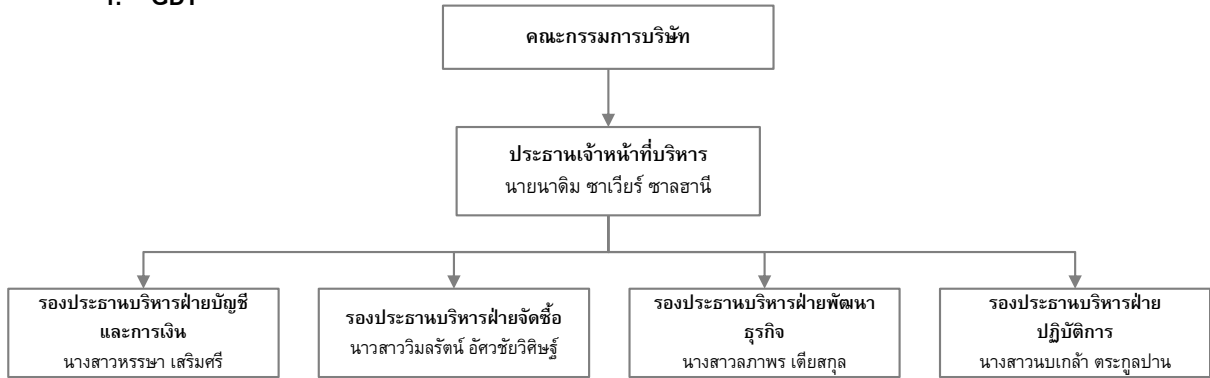 คณะกรรมการบริษัท
ประธานเจ้าหน้าที่บริหาร
นายนาดิม ซาเวียร์ ซาลฮานี
รองประธานบริหารฝ่ายบัญชี
และการเงิน
นางสาวหรรษา เสริมศรี
รองประธานบริหารฝ่ายจัดซื้อ
นาวสาววิมลรัตน์ อัศวชัยวิศิษฐ์
รองประธานบริหารฝ่ายพัฒนา
ธุรกิจ
นางสาวลภาพร เตียสกุล
รองประธานบริหารฝ่าย
ปฏิบัติการ
นางสาวนบเกล้า ตระกูลปาน